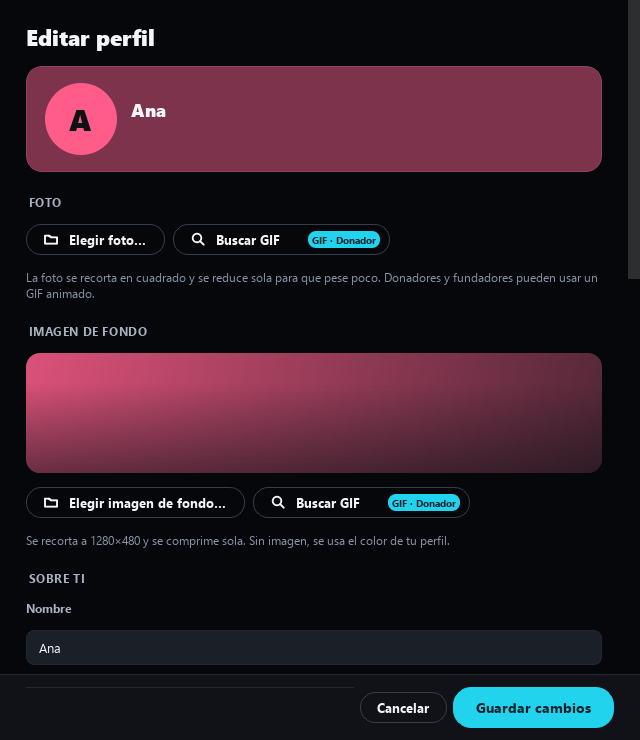 Editar perfil
A
Ana
FOTO
Elegir foto...
Buscar GIF
GIF · Donador
La foto se recorta en cuadrado y se reduce sola para que pese poco. Donadores y fundadores pueden usar un
GIF animado.
IMAGEN DE FONDO
Elegir imagen de fondo...
Buscar GIF
GIF · Donador
Se recorta a 1280×480 y se comprime sola. Sin imagen, se usa el color de tu perfil.
SOBRE TI
Nombre
Ana
Cancelar
Guardar cambios